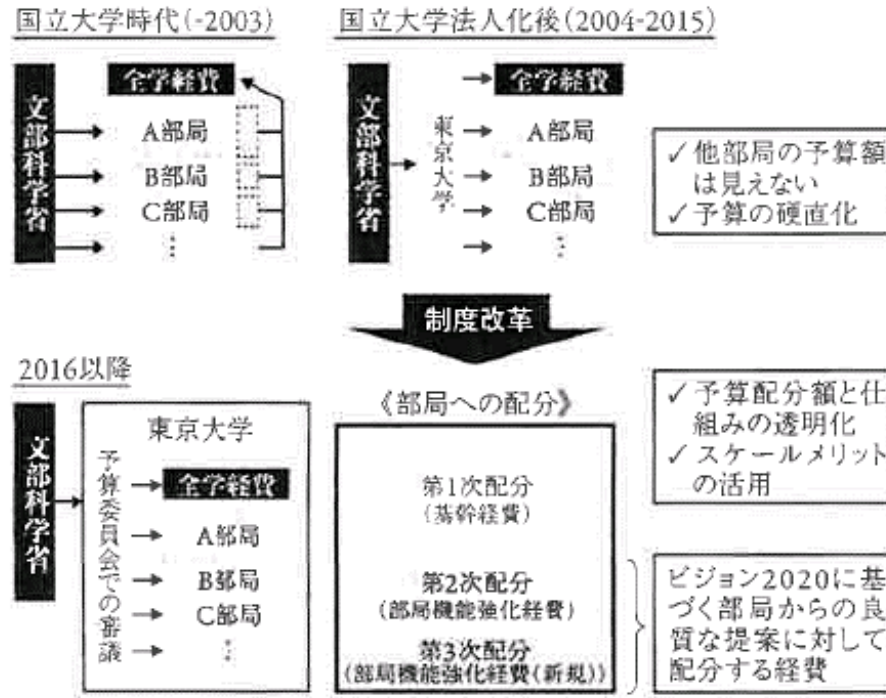 国立大学時代(-2003)
文部科学省
全学経費
A部局
B部局
C部局
⋮
国立大学法人化後(2004-2015)
文部科学省
東京大学
全学経費
A部局
B部局
C部局
⋮
✓他部局の予算額
は見えない
✓予算の硬直化
制度改革
2016以降
文部科学省
東京大学
予算委員会での審議
全学経費
A部局
B部局
C部局
⋮
《部局への配分》
第1次配分
(基幹経費)
第2次配分
(部局機能強化経費)
第3次配分
(部局機能強化経費(新規))
✓予算配分額と仕
組みの透明化
✓スケールメリット
の活用
ビジョン2020に基
づく部局からの良
質な提案に対して
配分する経費